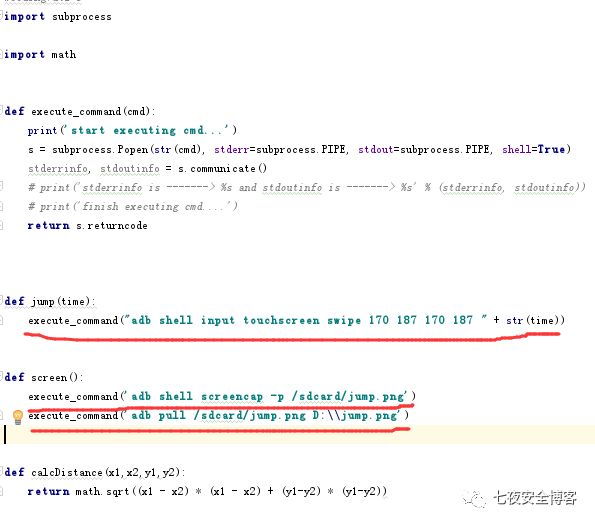 import subprocess
import math
def execute_command(cmd):
    print('start executing cmd...')
    s = subprocess.Popen(str(cmd), stderr=subprocess.PIPE, stdout=subprocess.PIPE, shell=True)
    stderrinfo, stdoutinfo = s.communicate()
    # print('stderrinfo is -------> %s and stdoutinfo is -------> %s' % (stderrinfo, stdoutinfo))
    # print('finish executing cmd....')
    return s.returncode
def jump(time):
    execute_command("adb shell input touchscreen swipe 170 187 170 187 " + str(time))
def screen():
    execute_command('adb shell screencap -p /sdcard/jump.png')
    execute_command('adb pull /sdcard/jump.png D:\\jump.png')
def calcDistance(x1,x2,y1,y2):
    return math.sqrt((x1 - x2) * (x1 - x2) + (y1-y2) * (y1-y2))
七夜安全博客